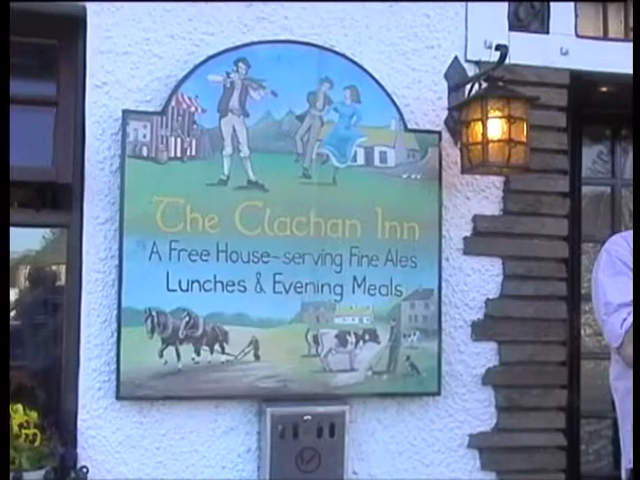 The Clachan Inn
A Free House-serving Fine Ales
Lunches & Evening Meals